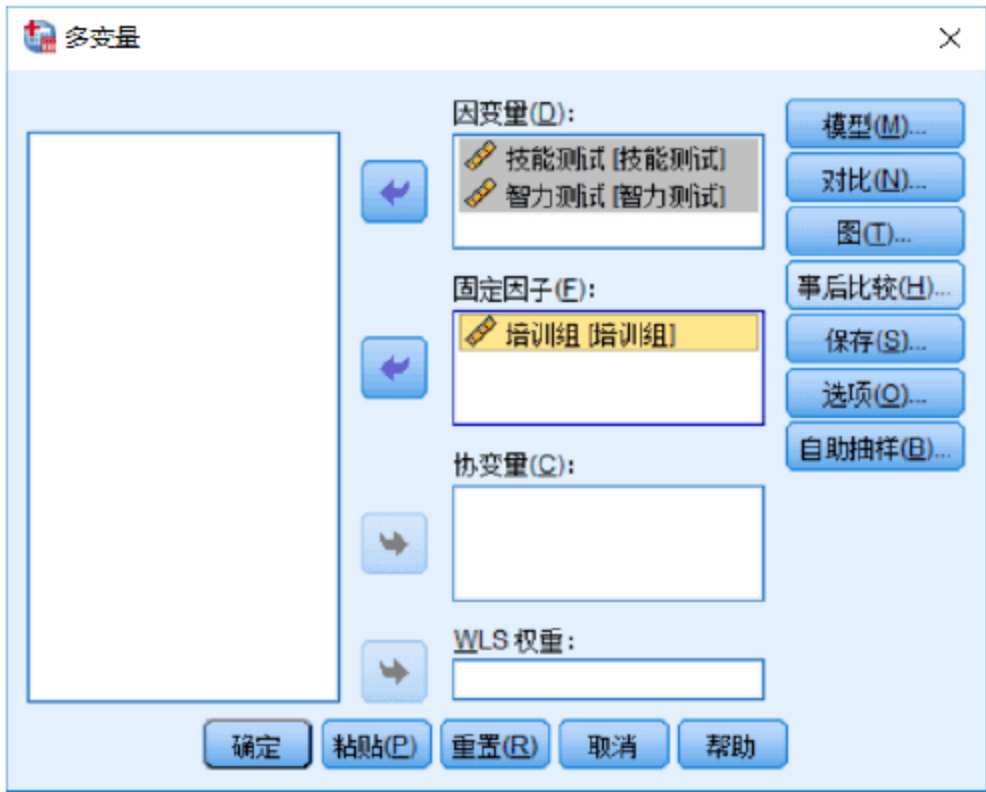 多变量
因变量(D)：
技能测试 [技能测试]
智力测试 [智力测试]
固定因子(F)：
培训组 [培训组]
协变量(C)：
WLS 权重：
模型(M)...
对比(N)...
图(T)...
事后比较(H)...
保存(S)...
选项(O)...
自助抽样(B)...
确定
粘贴(P)
重置(R)
取消
帮助